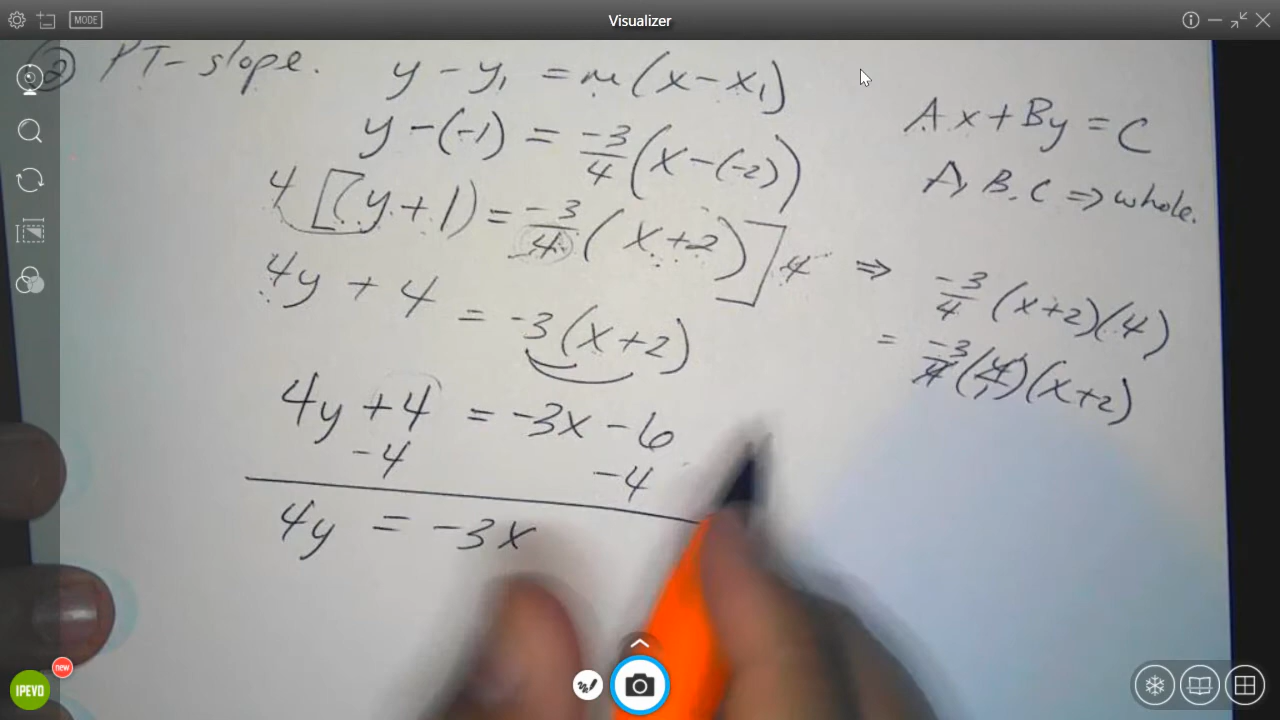 MODE
Visualizer
② PT-slope. y - y₁ = m(x - x₁)
y - (-1) = -3/4 (x - (-2))
4 [(y + 1) = -3/4 (x + 2)] 4
4y + 4 = -3(x + 2)
4y + 4 = -3x - 6
-4 -4
4y = -3x
Ax + By = C
A, B, C ⇒ whole.
⇒ -3/4 (x + 2)(4)
= -3/4 (4/1)(x + 2)
new
IPEVO